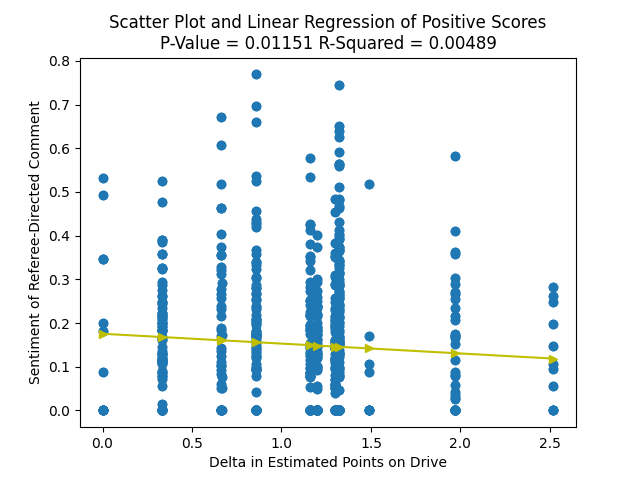 Scatter Plot and Linear Regression of Positive Scores
P-Value = 0.01151 R-Squared = 0.00489
Sentiment of Referee-Directed Comment
0.8
0.7
0.6
0.5
0.4
0.3
0.2
0.1
0.0
0.0 0.5 1.0 1.5 2.0 2.5
Delta in Estimated Points on Drive